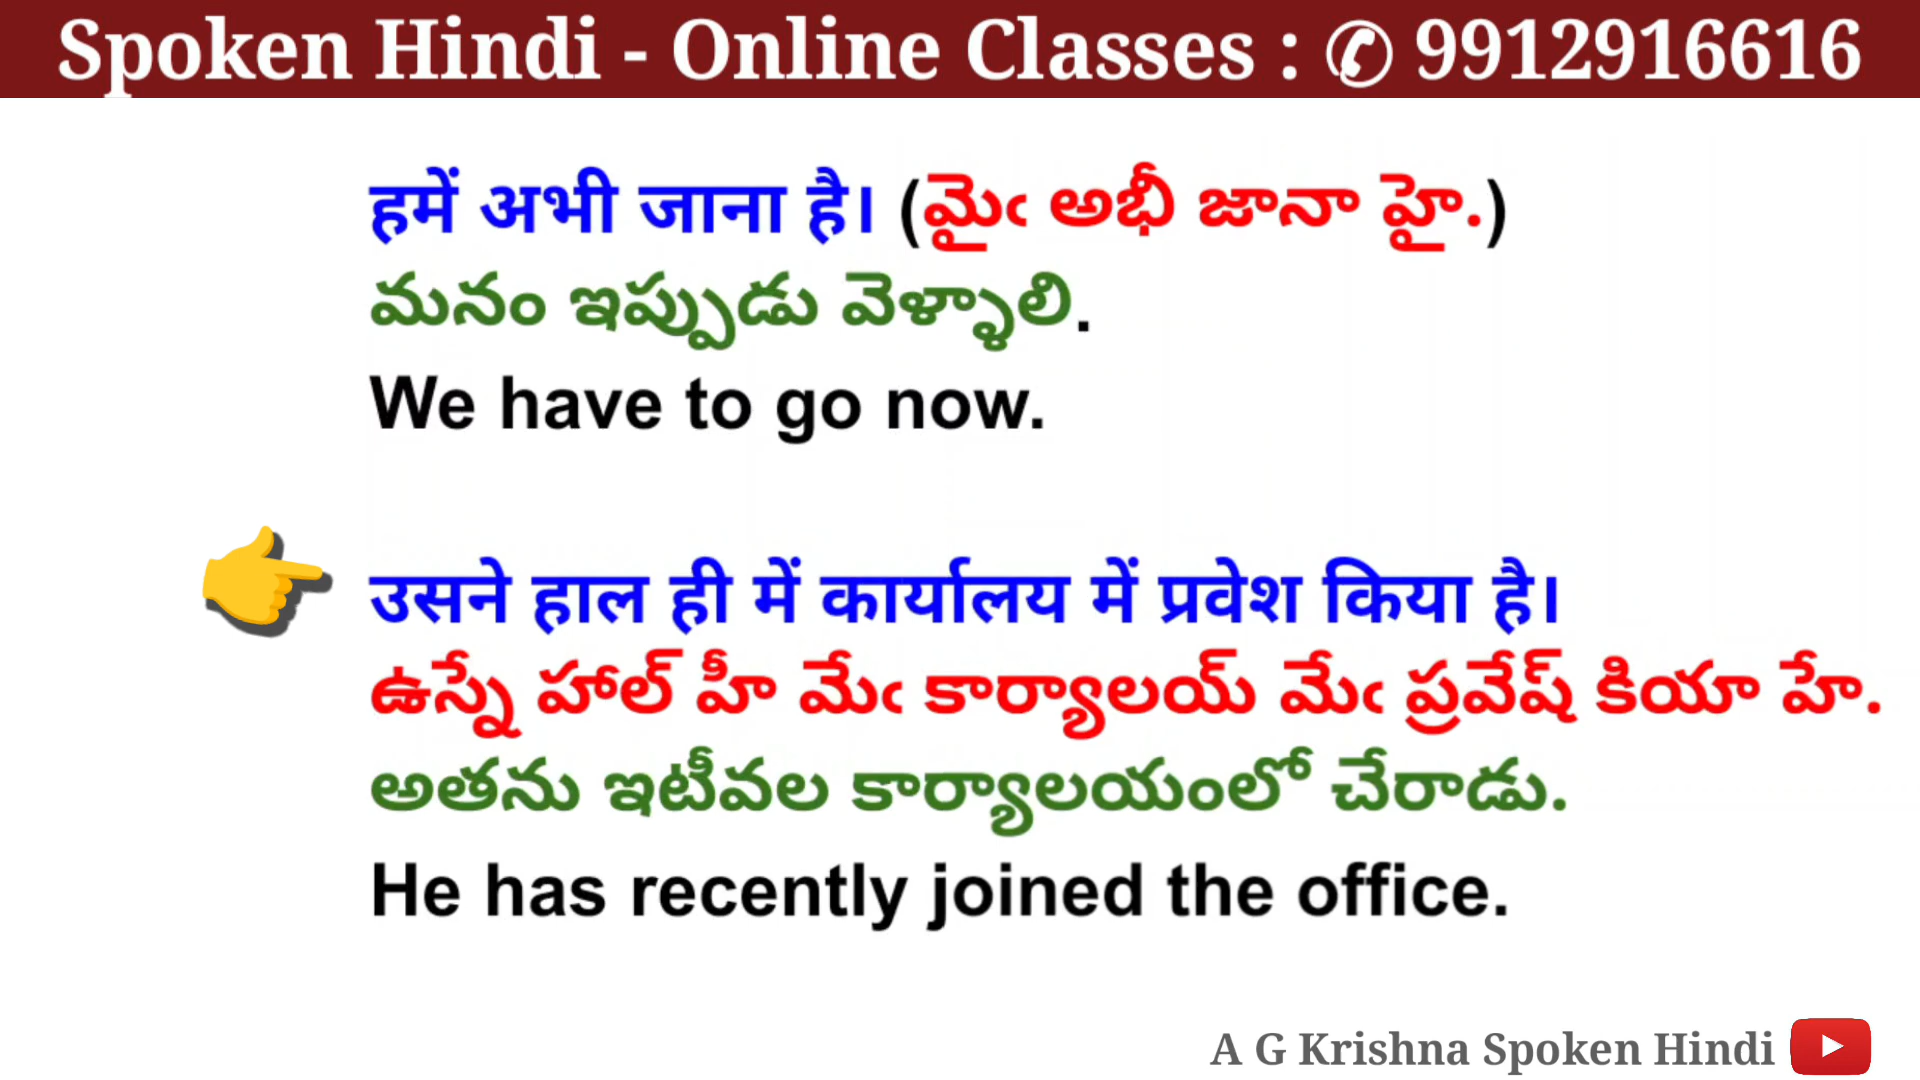 Spoken Hindi - Online Classes : ✆ 9912916616
हमें अभी जाना है। (మైఁ అభీ జానా హై.)
మనం ఇప్పుడు వెళ్ళాలి.
We have to go now.
उसने हाल ही में कार्यालय में प्रवेश किया है।
ఉస్నే హాల్ హీ మేఁ కార్యాలయ్ మేఁ ప్రవేష్ కియా హే.
అతను ఇటీవల కార్యాలయంలో చేరాడు.
He has recently joined the office.
A G Krishna Spoken Hindi